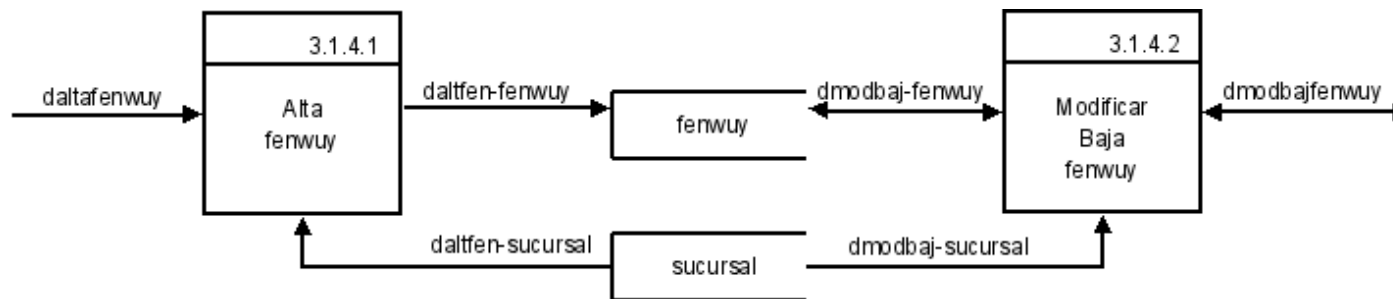 3.1.4.1
3.1.4.2
daltafenwuy
Alta
fenwuy
daltfen-fenwuy
fenwuy
dmodbaj-fenwuy
Modificar
Baja
fenwuy
dmodbajfenwuy
daltfen-sucursal
sucursal
dmodbaj-sucursal